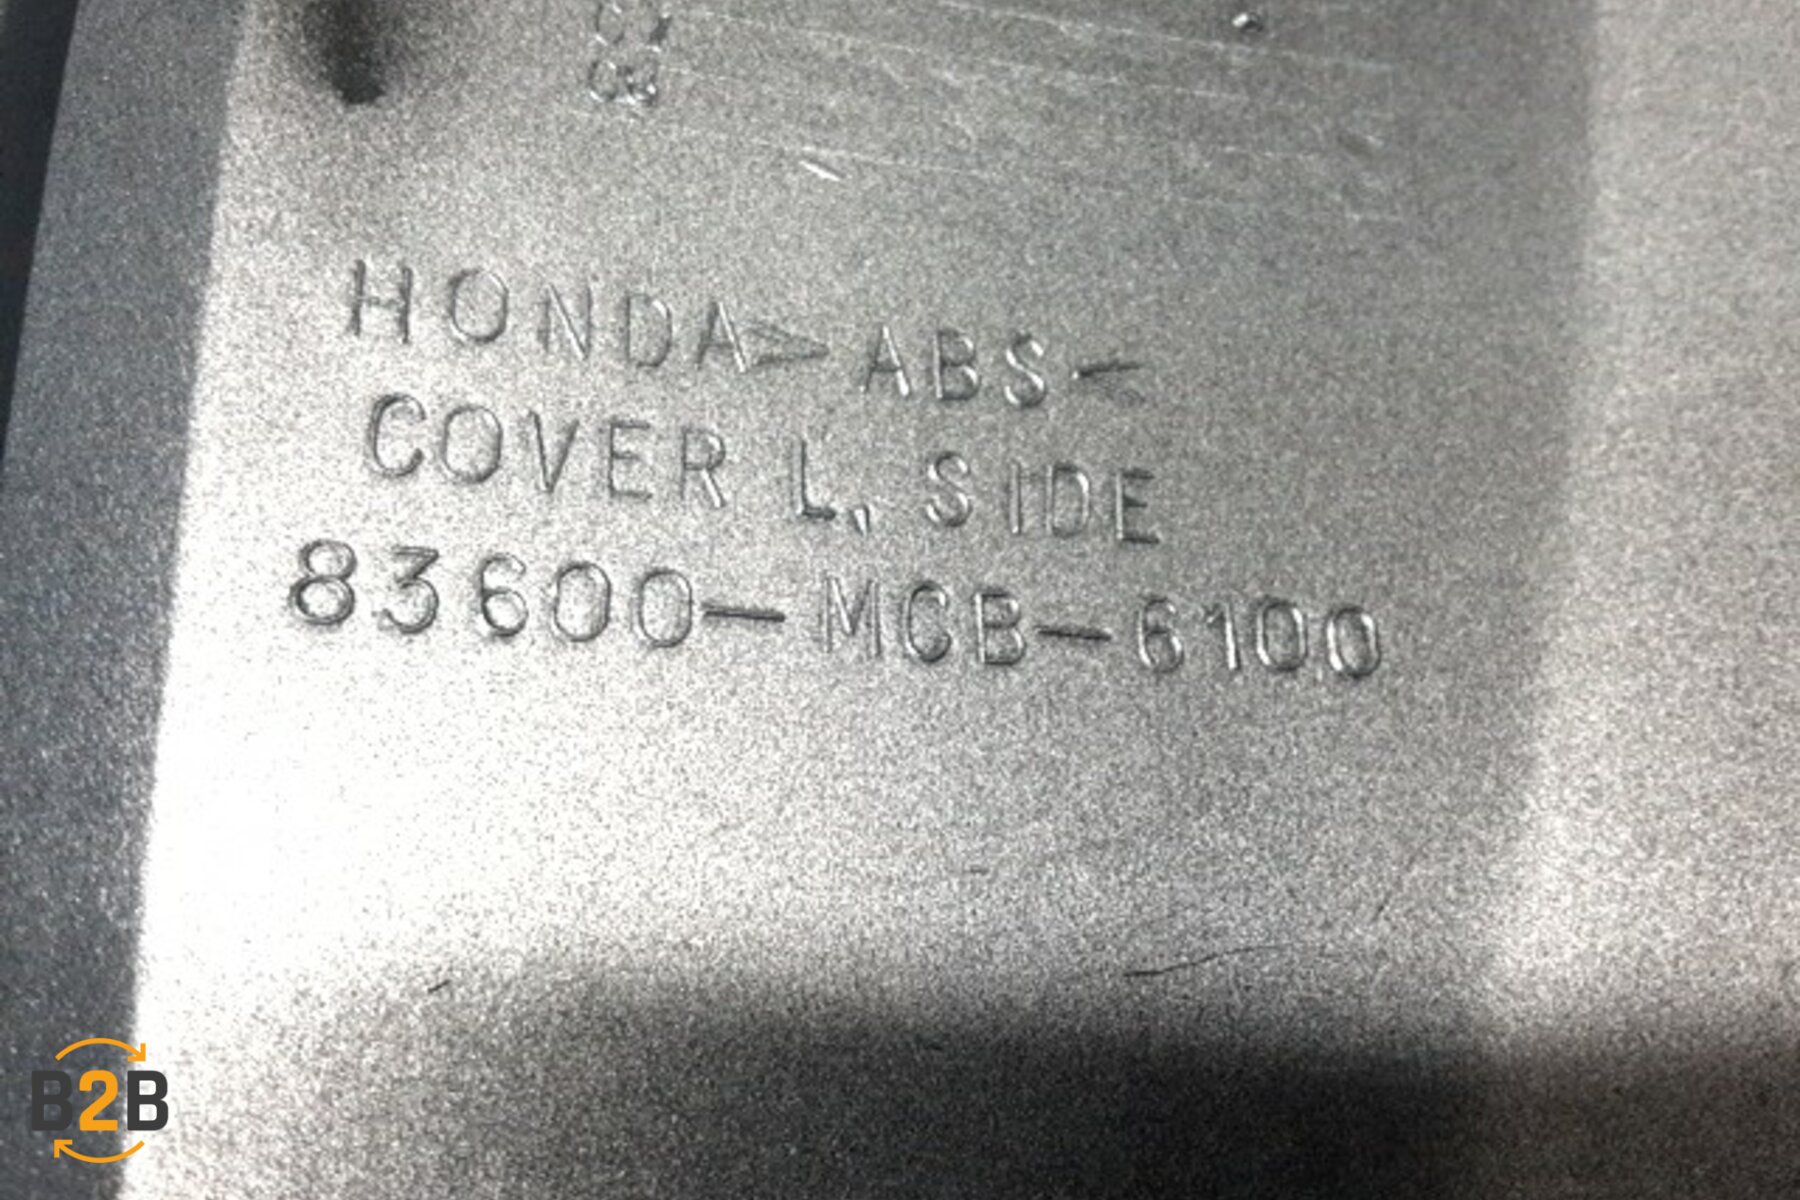 HONDA>ABS<
COVER L, SIDE
83600-MCB-6100
B2B